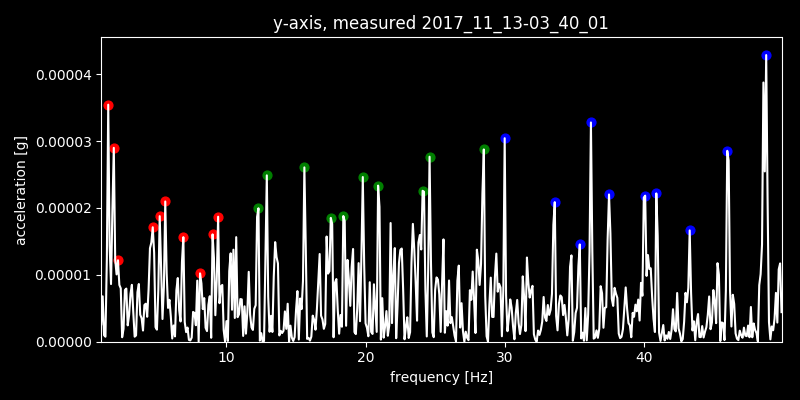 y-axis, measured 2017_11_13-03_40_01
0.00004
0.00003
0.00002
0.00001
0.00000
acceleration [g]
10 20 30 40
frequency [Hz]